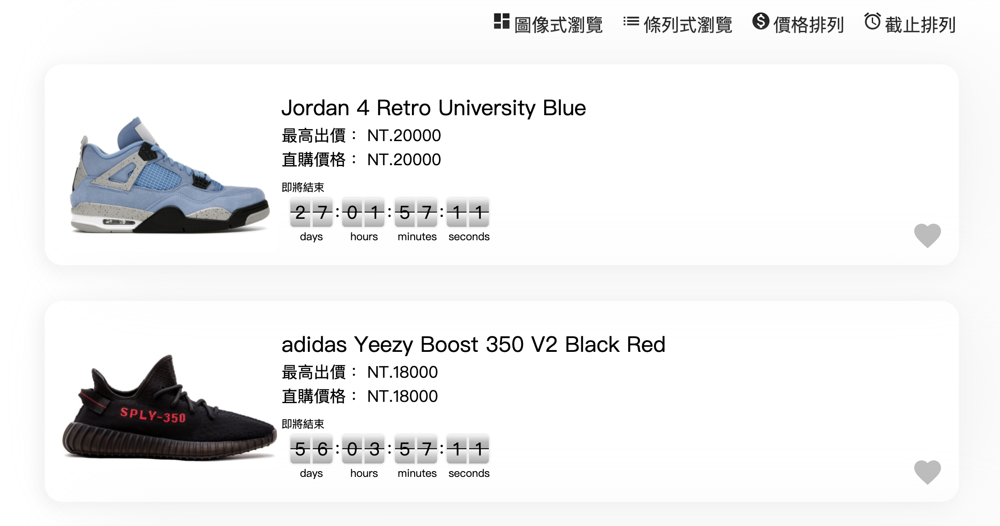 圖像式瀏覽 條列式瀏覽 價格排列 截止排列
Jordan 4 Retro University Blue
最高出價： NT.20000
直購價格： NT.20000
即將結束
27:01:57:11
days hours minutes seconds
adidas Yeezy Boost 350 V2 Black Red
最高出價： NT.18000
直購價格： NT.18000
SPLY-350
即將結束
56:03:57:11
days hours minutes seconds